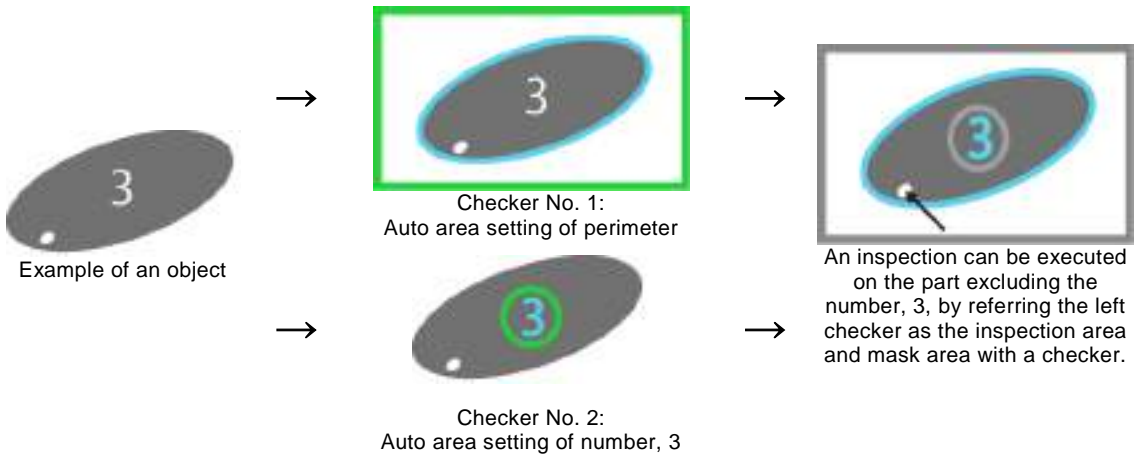 3
Example of an object
3
Checker No. 1:
Auto area setting of perimeter
3
Checker No. 2:
Auto area setting of number, 3
3
An inspection can be executed
on the part excluding the
number, 3, by referring the left
checker as the inspection area
and mask area with a checker.